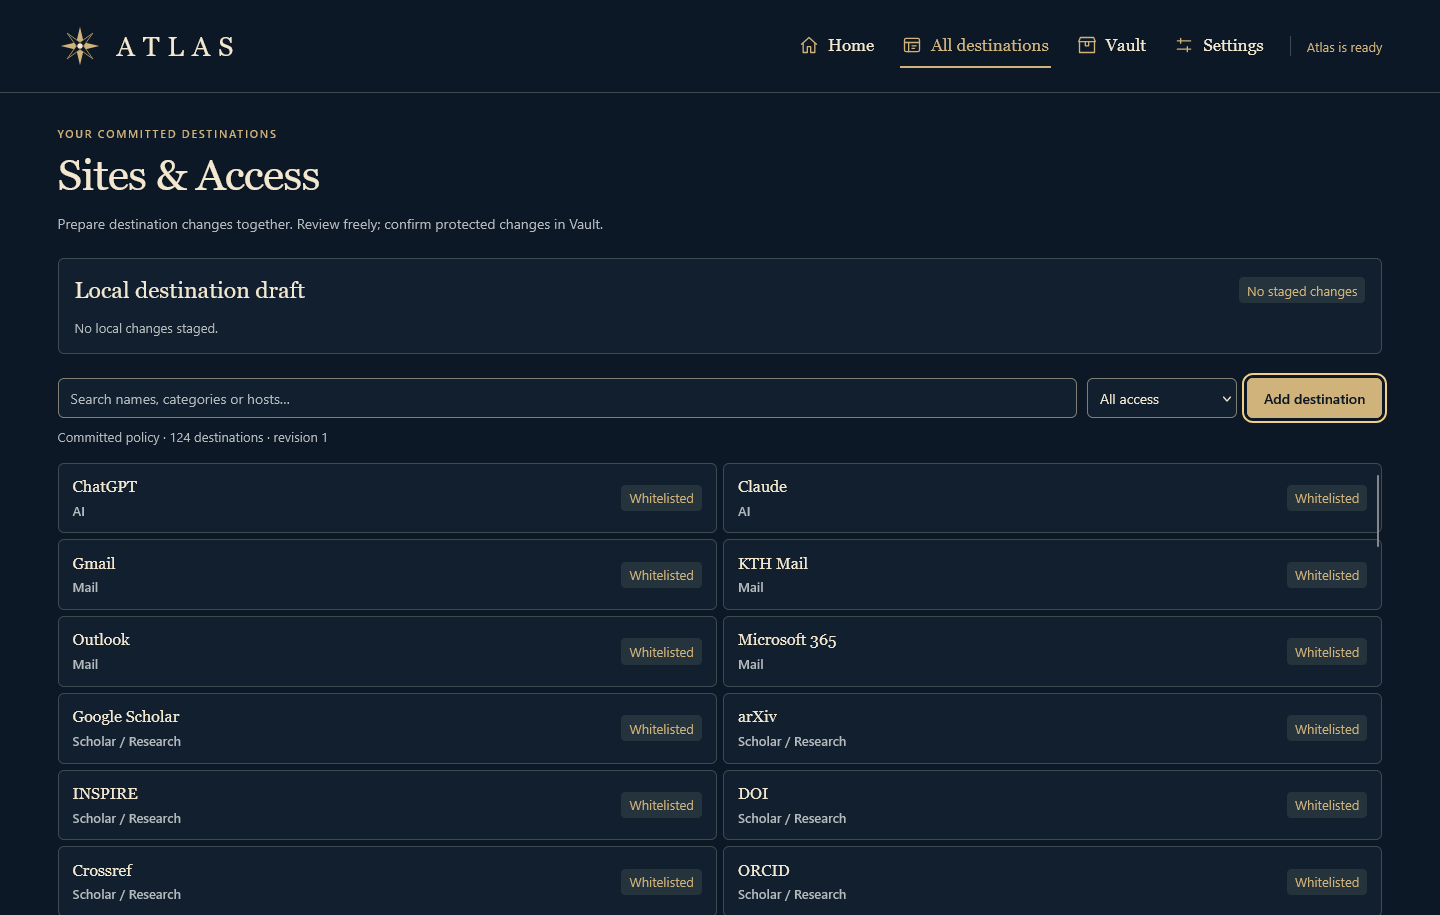 ATLAS
Home
All destinations
Vault
Settings
Atlas is ready
YOUR COMMITTED DESTINATIONS
Sites & Access
Prepare destination changes together. Review freely; confirm protected changes in Vault.
Local destination draft
No staged changes
No local changes staged.
Search names, categories or hosts...
All access
Add destination
Committed policy · 124 destinations · revision 1
ChatGPT
AI
Whitelisted
Claude
AI
Whitelisted
Gmail
Mail
Whitelisted
KTH Mail
Mail
Whitelisted
Outlook
Mail
Whitelisted
Microsoft 365
Mail
Whitelisted
Google Scholar
Scholar / Research
Whitelisted
arXiv
Scholar / Research
Whitelisted
INSPIRE
Scholar / Research
Whitelisted
DOI
Scholar / Research
Whitelisted
Crossref
Scholar / Research
Whitelisted
ORCID
Scholar / Research
Whitelisted